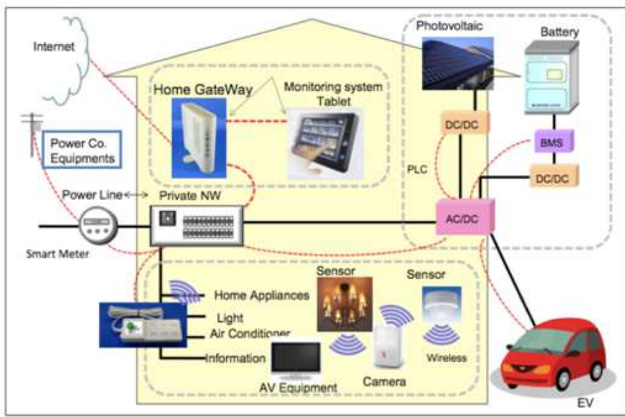 Internet
Photovoltaic
Battery
Home GateWay
Monitoring system
Tablet
Power Co.
Equipments
DC/DC
BMS
PLC
DC/DC
Power Line
Private NW
AC/DC
Smart Meter
Sensor
Sensor
Home Appliances
Light
Air Conditioner
Information
Wireless
AV Equipment
Camera
EV